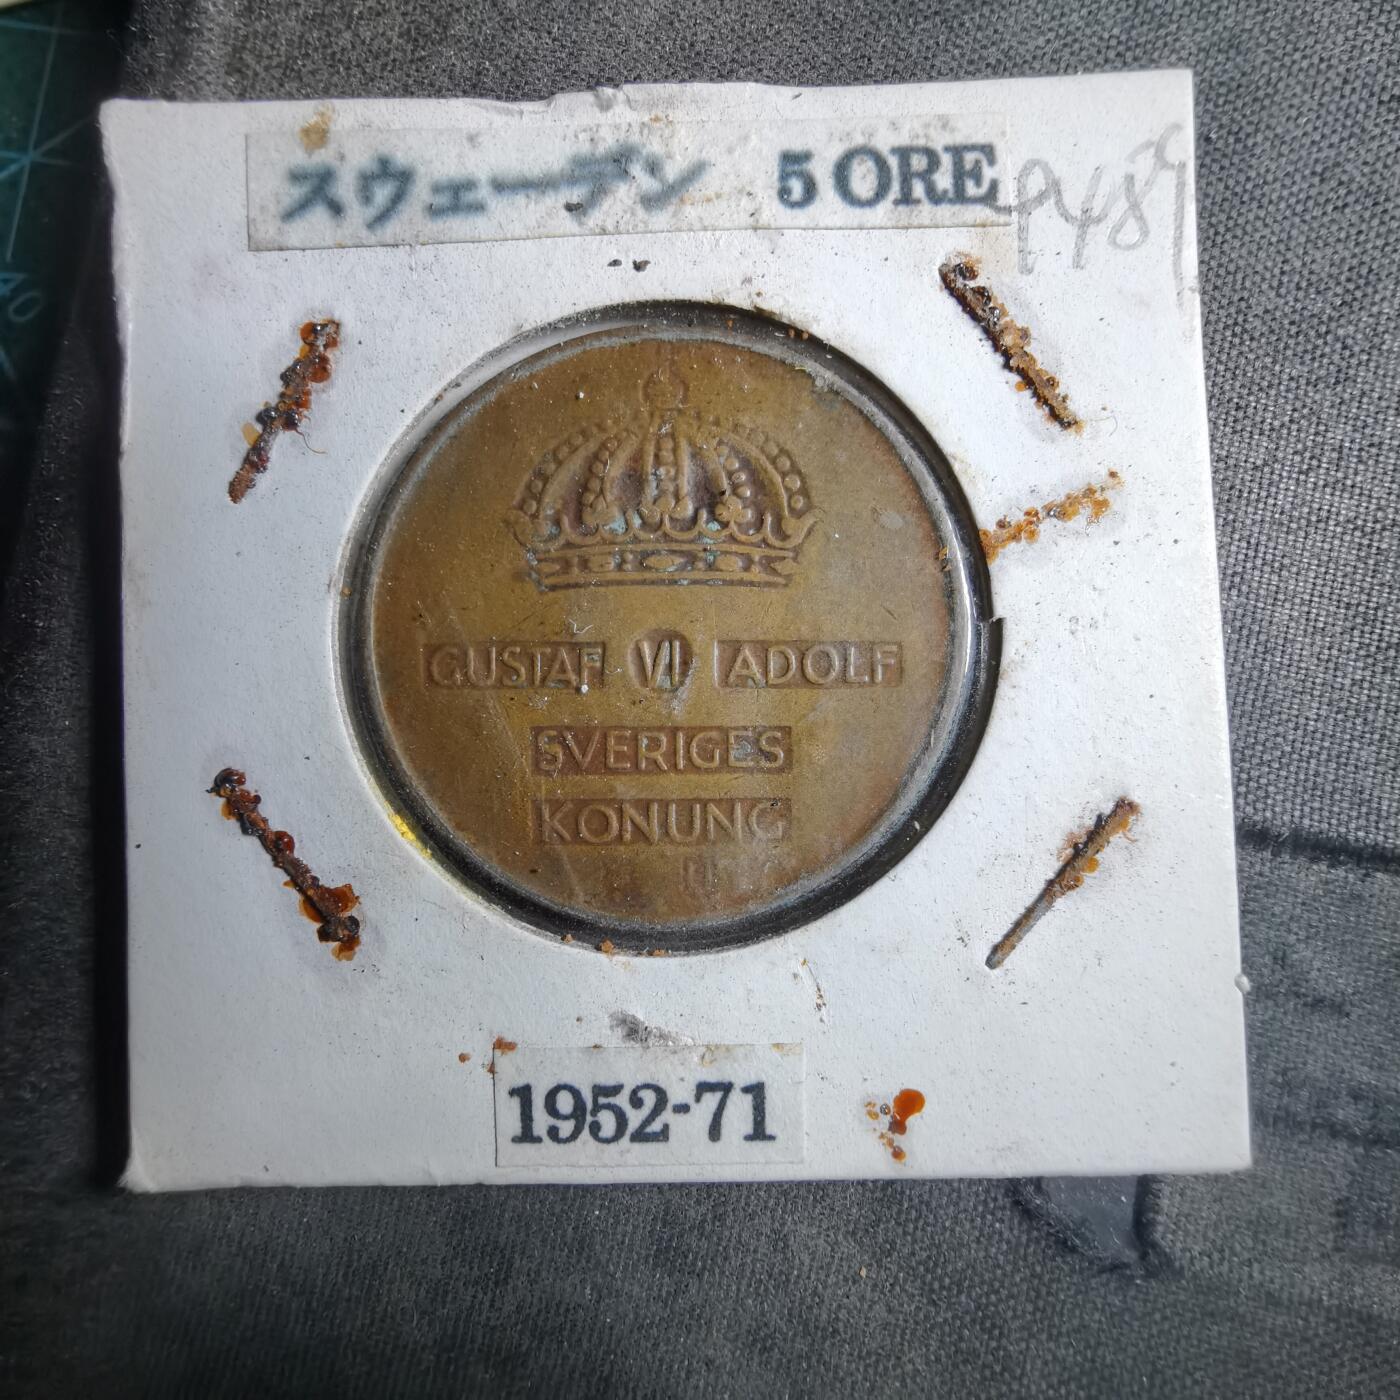 スウェーデン 5 ORE
GUSTAF VI ADOLF
SVERIGES
KONUNG
1952-71